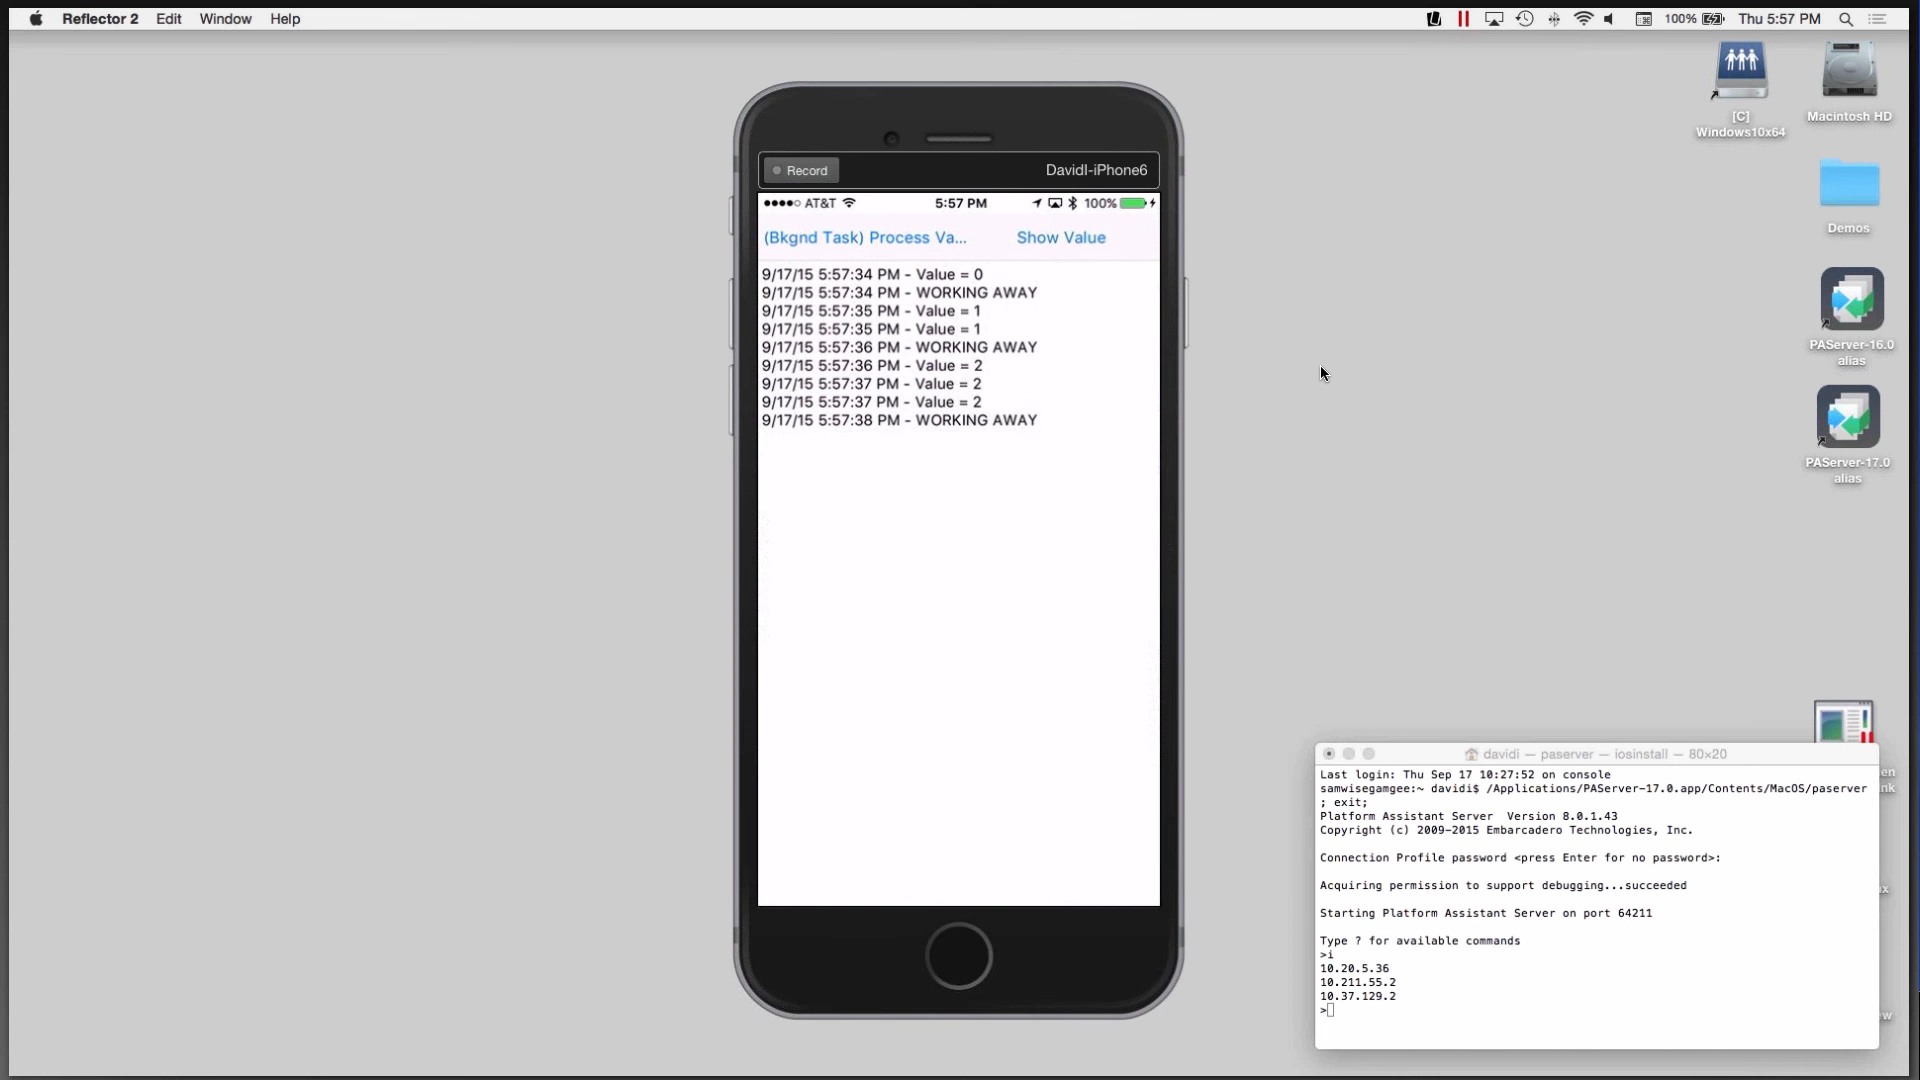 Reflector 2 Edit Window Help
100% Thu 5:57 PM
[C] Windows10x64
Macintosh HD
Demos
PAServer-16.0
alias
PAServer-17.0
alias
Record DavidI-iPhone6
AT&T 5:57 PM 100%
(Bkgnd Task) Process Va... Show Value
9/17/15 5:57:34 PM - Value = 0
9/17/15 5:57:34 PM - WORKING AWAY
9/17/15 5:57:35 PM - Value = 1
9/17/15 5:57:35 PM - Value = 1
9/17/15 5:57:36 PM - WORKING AWAY
9/17/15 5:57:36 PM - Value = 2
9/17/15 5:57:37 PM - Value = 2
9/17/15 5:57:37 PM - Value = 2
9/17/15 5:57:38 PM - WORKING AWAY
davidi — paserver — iosinstall — 80×20
Last login: Thu Sep 17 10:27:52 on console
samwisegamgee:~ davidi$ /Applications/PAServer-17.0.app/Contents/MacOS/paserver
; exit;
Platform Assistant Server  Version 8.0.1.43
Copyright (c) 2009-2015 Embarcadero Technologies, Inc.
Connection Profile password <press Enter for no password>:
Acquiring permission to support debugging...succeeded
Starting Platform Assistant Server on port 64211
Type ? for available commands
>i
10.20.5.36
10.211.55.2
10.37.129.2
>